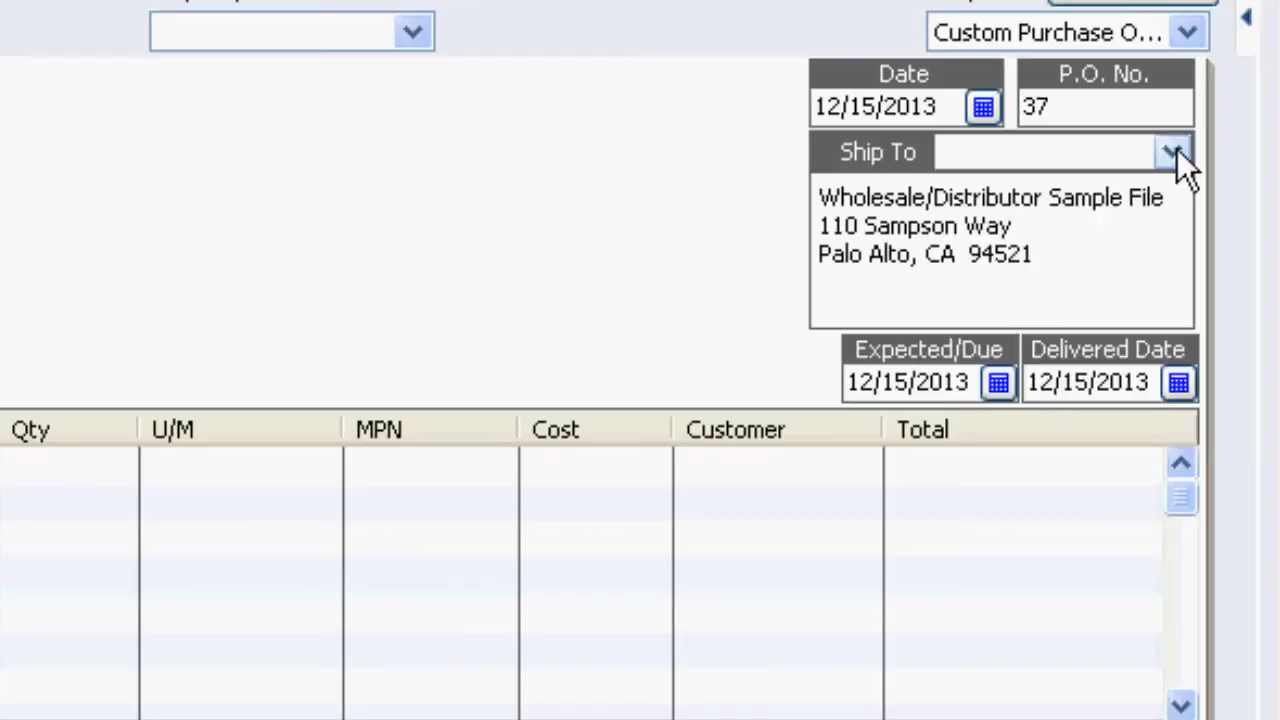 Custom Purchase O...
Date
P.O. No.
12/15/2013
37
Ship To
Wholesale/Distributor Sample File
110 Sampson Way
Palo Alto, CA 94521
Expected/Due
Delivered Date
12/15/2013
12/15/2013
Qty
U/M
MPN
Cost
Customer
Total